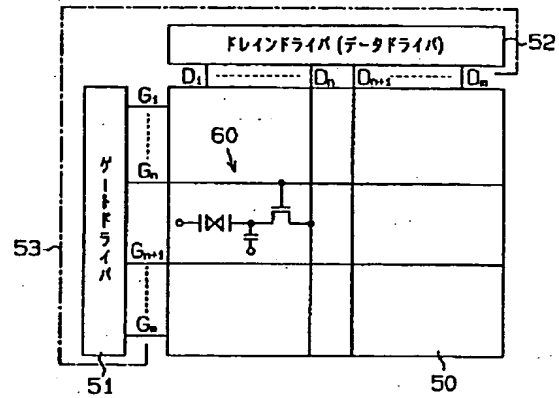 ドレインドライバ(データドライバ)
52
D1 Dn Dn+1 Dm
G1
60
Gn
ゲートドライバ
53
Gn+1
Gm
51
50